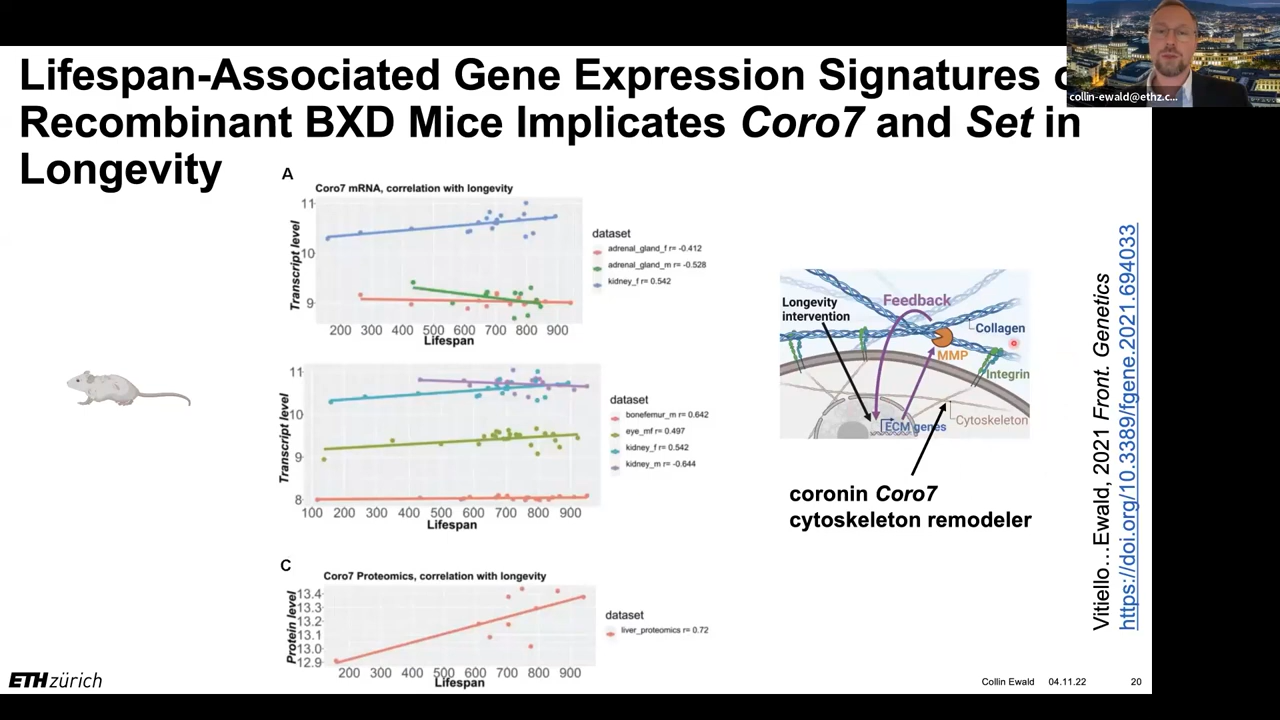 Lifespan-Associated Gene Expression Signatures
Recombinant BXD Mice Implicates Coro7 and Set in
Longevity
collin-ewald@ethz.c...
A
Coro7 mRNA, correlation with longevity
Transcript level
11
10
9
200 300 400 500 600 700 800 900
Lifespan
dataset
adrenal_gland_f r= -0.412
adrenal_gland_m r= -0.528
kidney_f r= 0.542
Transcript level
11
10
9
8
100 200 300 400 500 600 700 800 900
Lifespan
dataset
bonefemur_m r= 0.642
eye_mf r= 0.497
kidney_f r= 0.542
kidney_m r= -0.644
C
Coro7 Proteomics, correlation with longevity
Protein level
13.4
13.3
13.2
13.1
13.0
12.9
200 300 400 500 600 700 800 900
Lifespan
dataset
liver_proteomics r= 0.72
Longevity
intervention
Feedback
Collagen
MMP
Integrin
ECM genes
Cytoskeleton
coronin Coro7
cytoskeleton remodeler
Vitiello…Ewald, 2021 Front. Genetics
https://doi.org/10.3389/fgene.2021.694033
ETH zürich
Collin Ewald 04.11.22 20